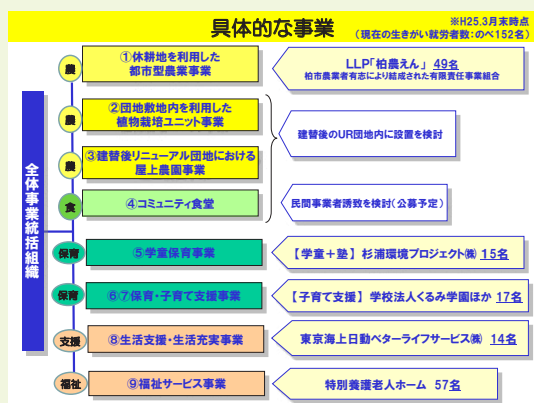 具体的な事業
※H25.3月末時点
（現在の生きがい就労者数：のべ152名）
全体事業統括組織
農
①休耕地を利用した
都市型農業事業
LLP「柏農えん」 49名
柏市農業者有志により結成された有限責任事業組合
農
②団地敷地内を利用した
植物栽培ユニット事業
建替後のUR団地内に設置を検討
農
③建替後リニューアル団地における
屋上農園事業
食
④コミュニティ食堂
民間事業者誘致を検討（公募予定）
保育
⑤学童保育事業
【学童＋塾】杉浦環境プロジェクト㈱ 15名
保育
⑥⑦保育・子育て支援事業
【子育て支援】学校法人くるみ学園ほか 17名
支援
⑧生活支援・生活充実事業
東京海上日動ベターライフサービス㈱ 14名
福祉
⑨福祉サービス事業
特別養護老人ホーム 57名